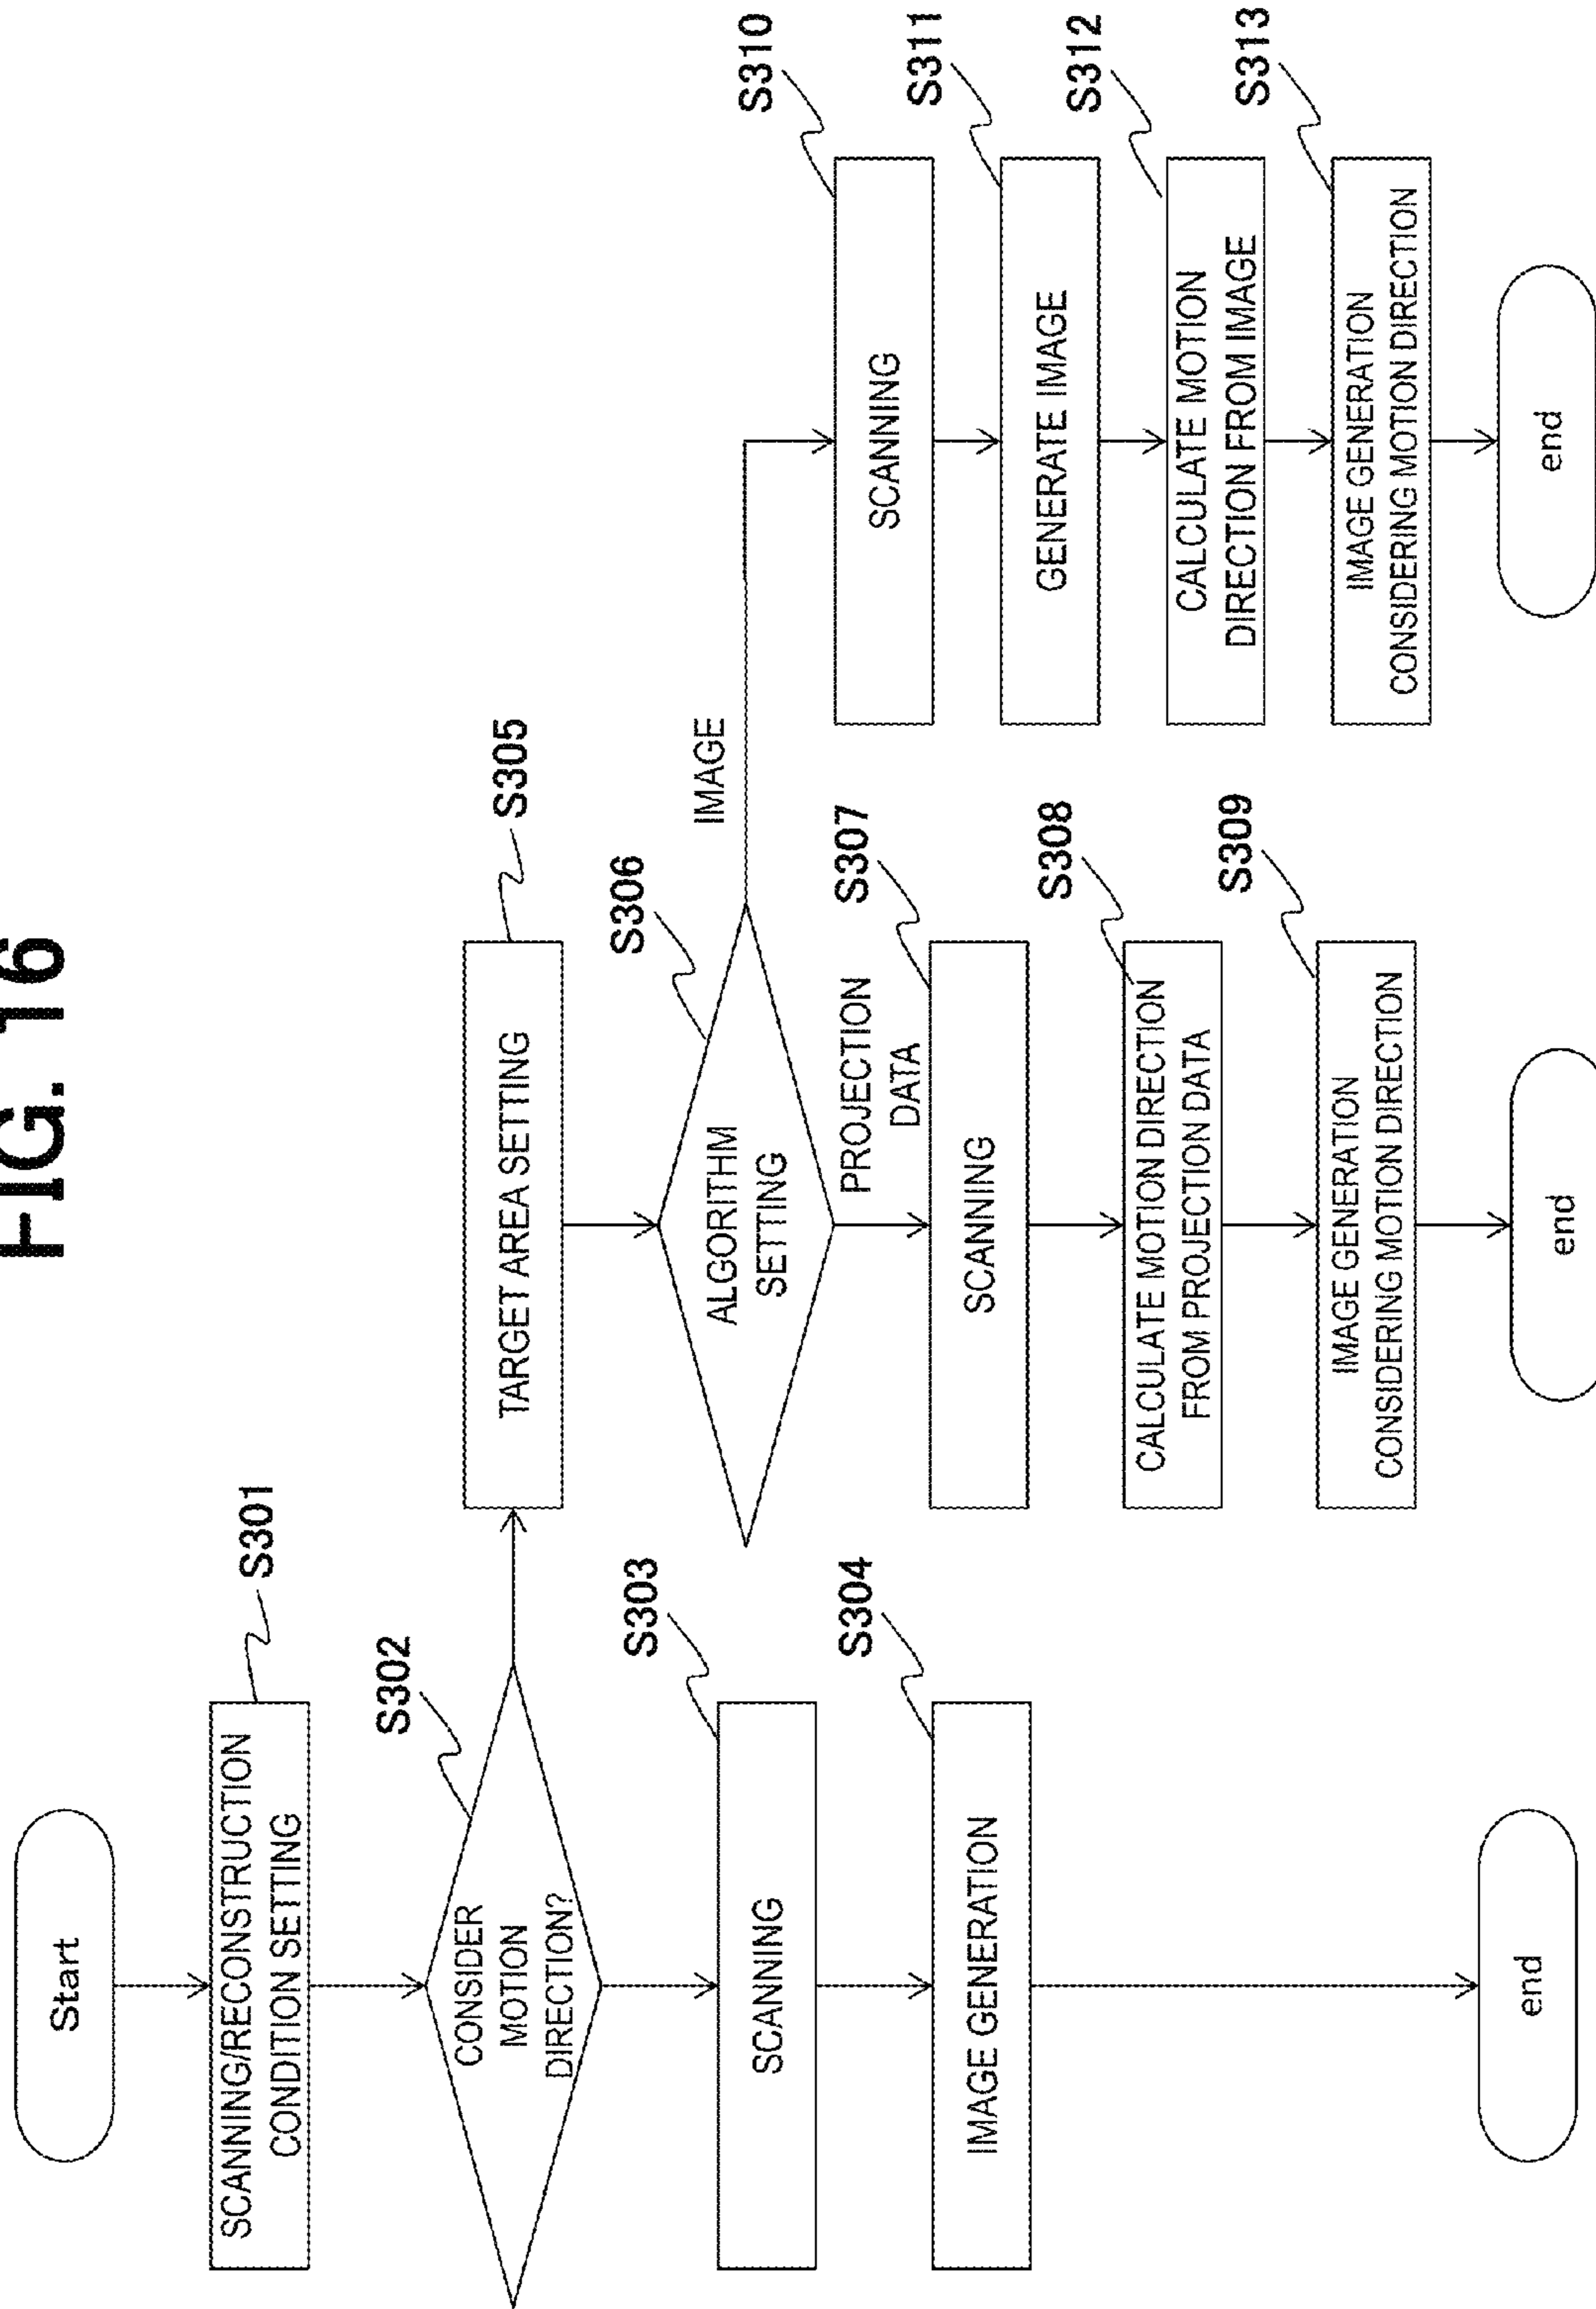 FIG. 16
Start
SCANNING/RECONSTRUCTION
CONDITION SETTING
S301
CONSIDER
MOTION
DIRECTION?
S302
SCANNING
S303
IMAGE GENERATION
S304
end
TARGET AREA SETTING
S305
ALGORITHM
SETTING
S306
IMAGE
PROJECTION
DATA
SCANNING
S307
CALCULATE MOTION DIRECTION
FROM PROJECTION DATA
S308
IMAGE GENERATION
CONSIDERING MOTION DIRECTION
S309
end
SCANNING
S310
GENERATE IMAGE
S311
CALCULATE MOTION
DIRECTION FROM IMAGE
S312
IMAGE GENERATION
CONSIDERING MOTION DIRECTION
S313
end